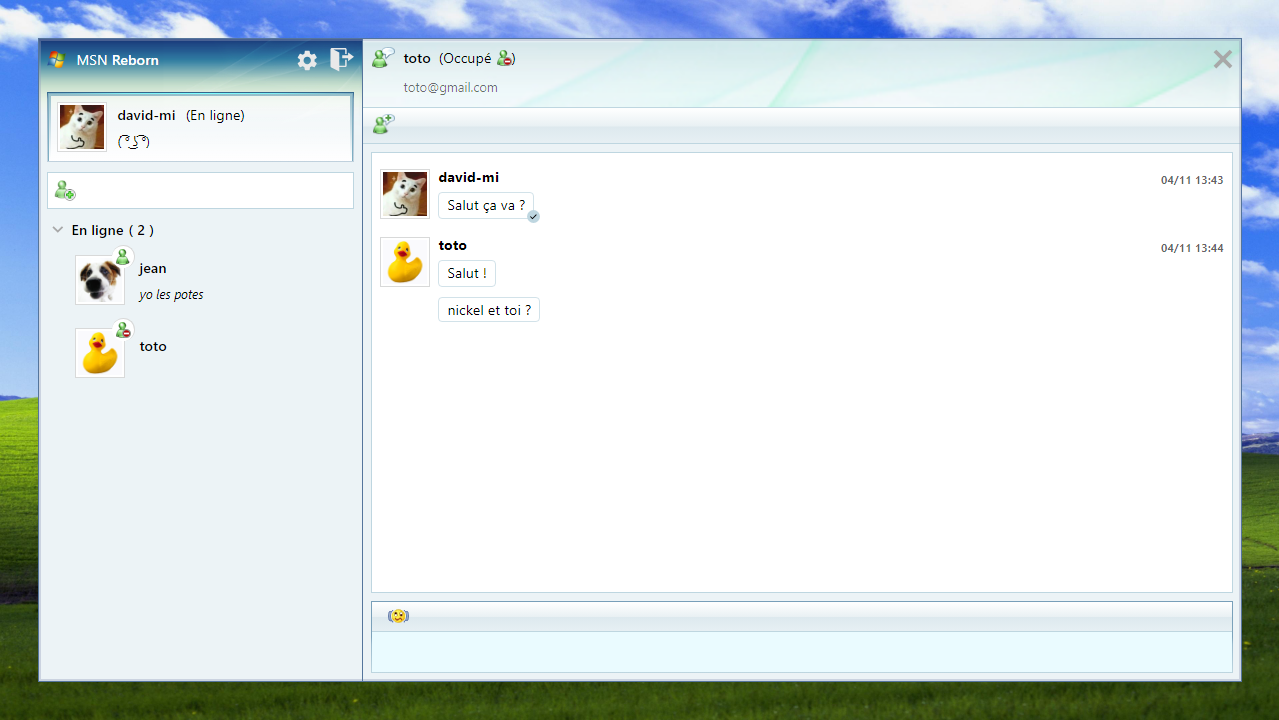 MSN Reborn
david-mi (En ligne)
( ͡° ͜ʖ ͡°)
En ligne ( 2 )
jean
yo les potes
toto
toto (Occupé )
toto@gmail.com
david-mi 04/11 13:43
Salut ça va ?
toto 04/11 13:44
Salut !
nickel et toi ?